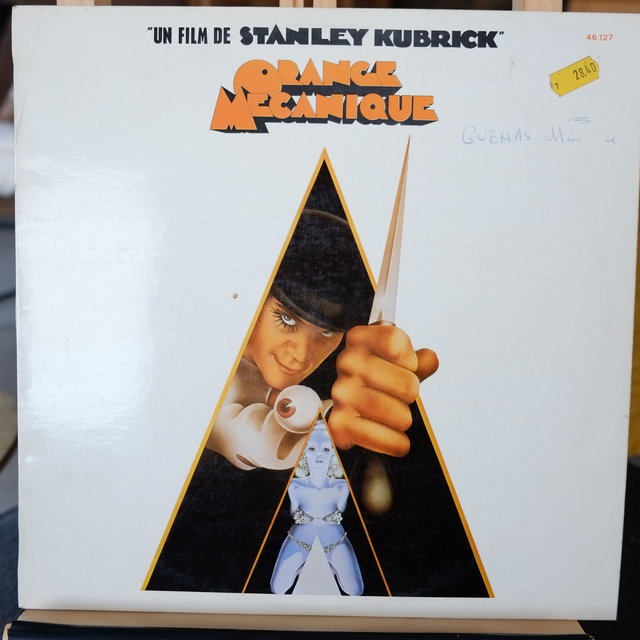 "UN FILM DE STANLEY KUBRICK"
46.127
ORANGE
MECANIQUE
28.40
GUENAS